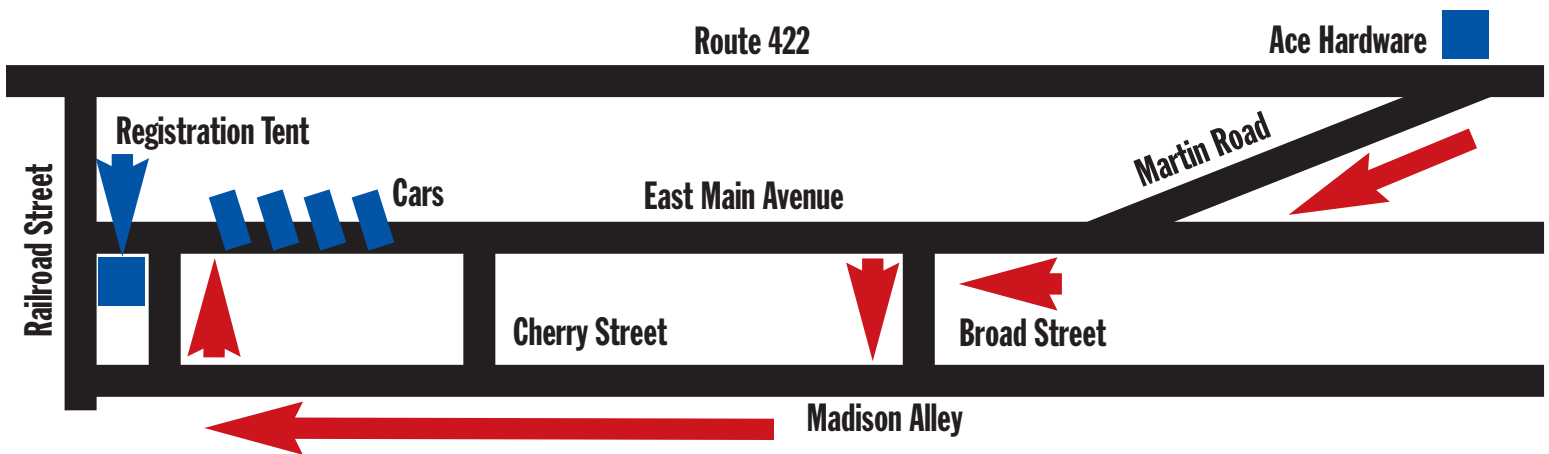 Route 422
Ace Hardware
Registration Tent
Martin Road
Railroad Street
Cars
East Main Avenue
Cherry Street
Broad Street
Madison Alley